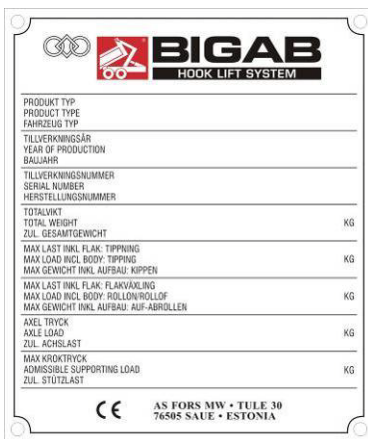 BIGAB
HOOK LIFT SYSTEM
PRODUKT TYP
PRODUCT TYPE
FAHRZEUG TYP
TILLVERKNINGSÅR
YEAR OF PRODUCTION
BAUJAHR
TILLVERKNINGSNUMMER
SERIAL NUMBER
HERSTELLUNGSNUMMER
TOTALVIKT
TOTAL WEIGHT KG
ZUL. GESAMTGEWICHT
MAX LAST INKL FLAK: TIPPNING
MAX LOAD INCL BODY: TIPPING KG
MAX GEWICHT INKL AUFBAU: KIPPEN
MAX LAST INKL FLAK: FLAKVÄXLING
MAX LOAD INCL BODY: ROLLON/ROLLOF KG
MAX GEWICHT INKL AUFBAU: AUF-ABROLLEN
AXEL TRYCK
AXLE LOAD KG
ZUL. ACHSLAST
MAX KROKTRYCK
ADMISSIBLE SUPPORTING LOAD KG
ZUL. STÜTZLAST
CE AS FORS MW • TULE 30
76505 SAUE • ESTONIA